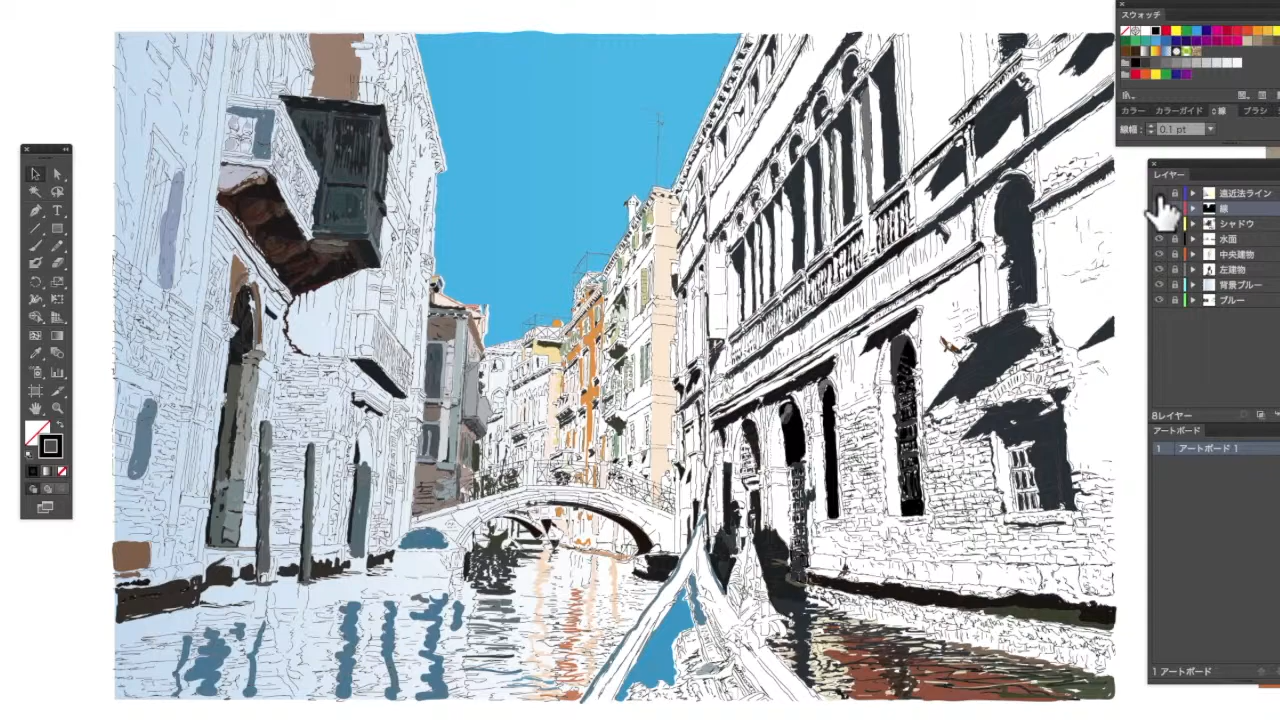 スウォッチ
カラー カラーガイド 線 ブラシ
線幅: 0.1 pt
レイヤー
遠近法ライン
線
シャドウ
水面
中央建物
左建物
背景ブルー
ブルー
8レイヤー
アートボード
1 アートボード 1
1 アートボード